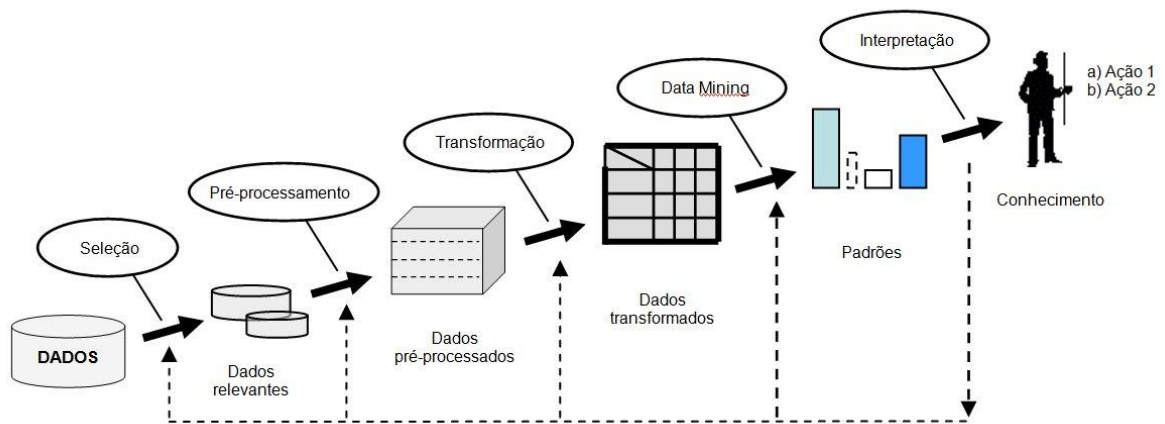 Interpretação
a) Ação 1
b) Ação 2
Data Mining
Transformação
Pré-processamento
Conhecimento
Seleção
Padrões
Dados
transformados
Dados
pré-processados
DADOS
Dados
relevantes